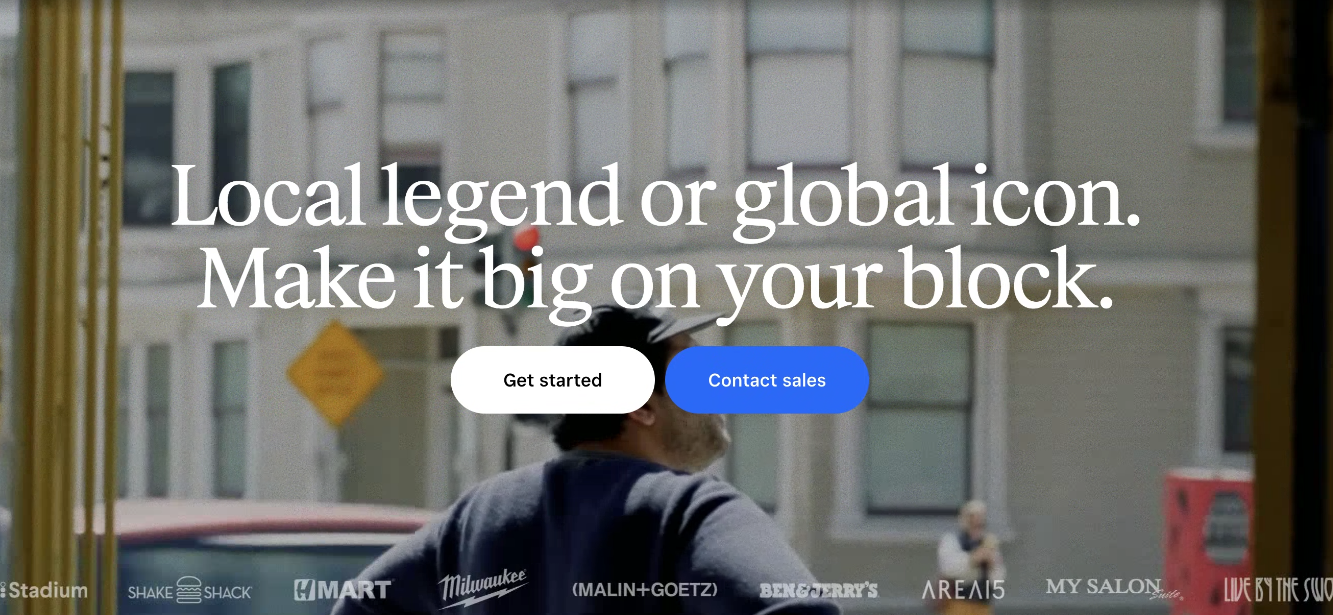 Local legend or global icon.
Make it big on your block.
Get started
Contact sales
Stadium
SHAKE SHACK
H MART
Milwaukee
(MALIN+GOETZ)
BEN&JERRY'S
AREA15
MY SALON Suite
LIVE BY THE SWO